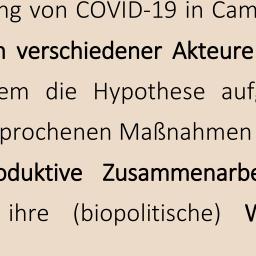 ng von COVID-19 in Cam
n verschiedener Akteure
em die Hypothese auf
prochenen Maßnahmen
oduktive Zusammenarbe
ihre (biopolitische)